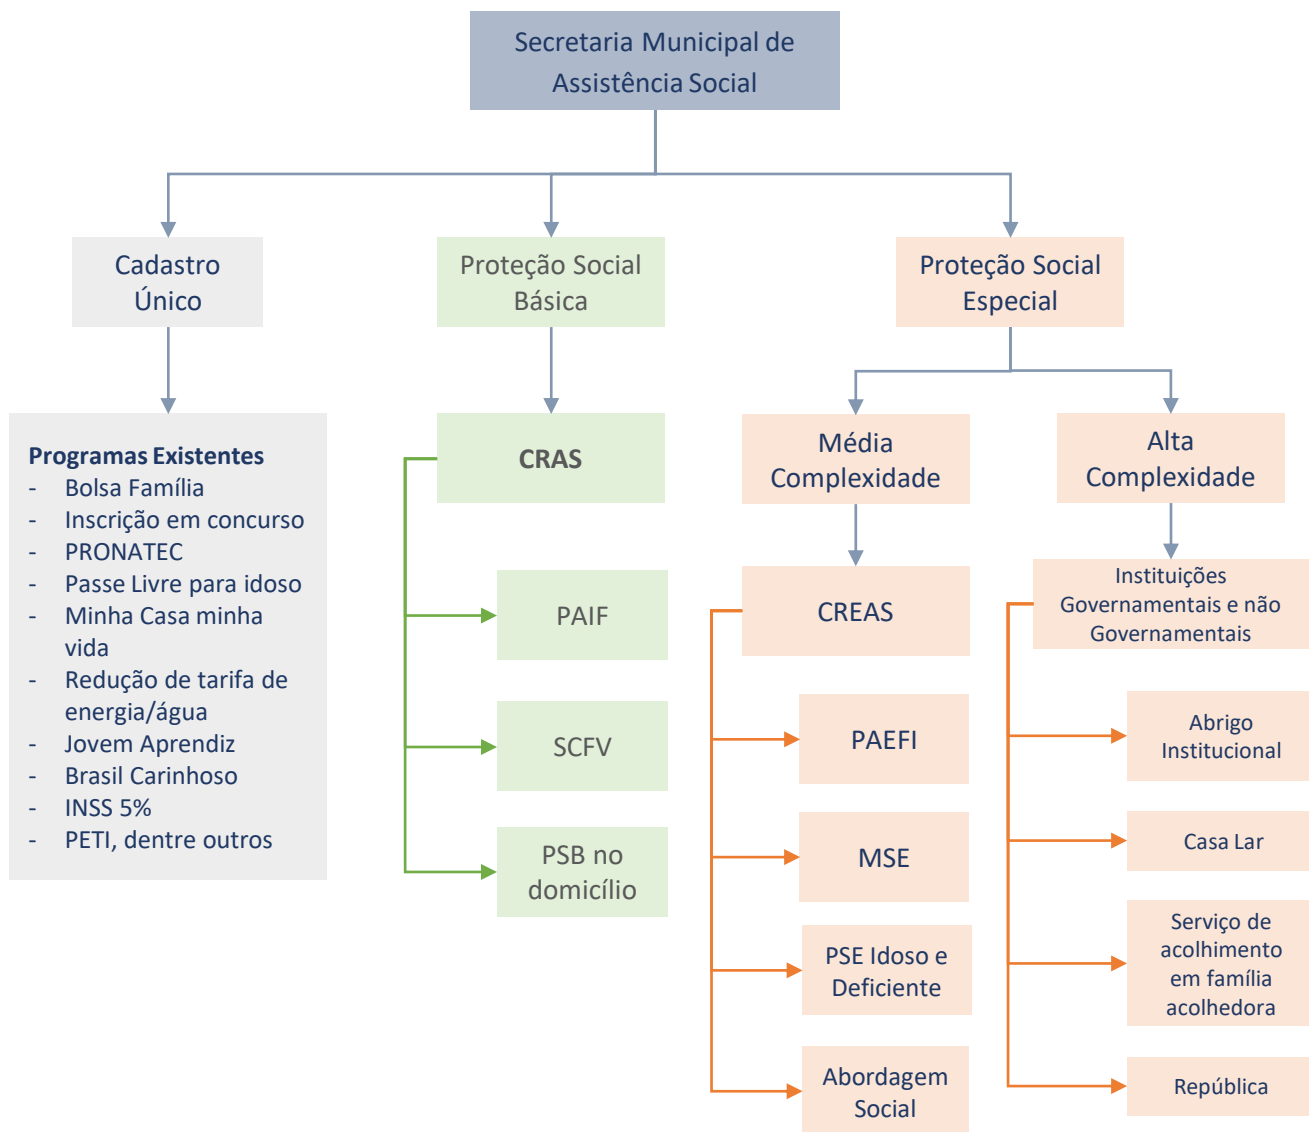 Secretaria Municipal de
Assistência Social
Cadastro
Único
Proteção Social
Básica
Proteção Social
Especial
Programas Existentes
- Bolsa Família
- Inscrição em concurso
- PRONATEC
- Passe Livre para idoso
- Minha Casa minha
vida
- Redução de tarifa de
energia/água
- Jovem Aprendiz
- Brasil Carinhoso
- INSS 5%
- PETI, dentre outros
CRAS
PAIF
SCFV
PSB no
domicílio
Média
Complexidade
CREAS
PAEFI
MSE
PSE Idoso e
Deficiente
Abordagem
Social
Alta
Complexidade
Instituições
Governamentais e não
Governamentais
Abrigo
Institucional
Casa Lar
Serviço de
acolhimento
em família
acolhedora
República